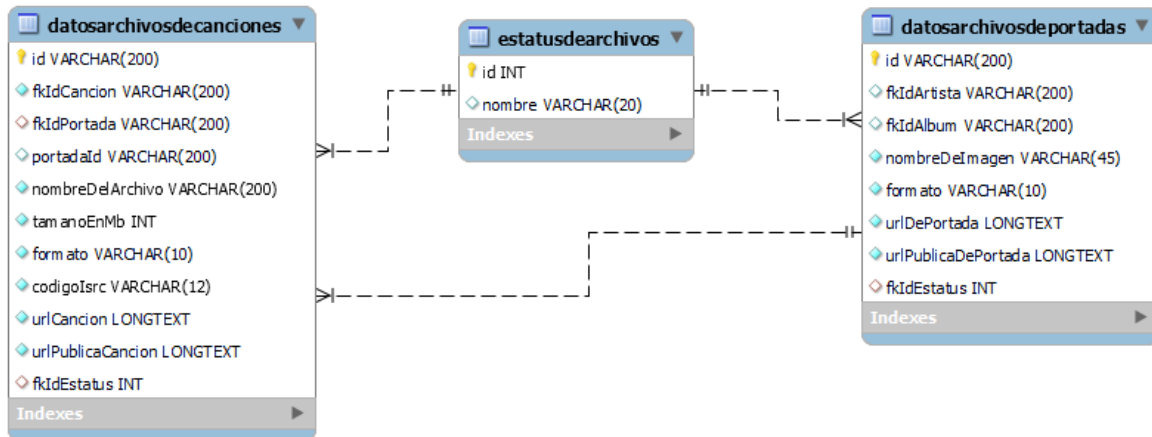 datosarchivosdecanciones
id VARCHAR(200)
fkIdCancion VARCHAR(200)
fkIdPortada VARCHAR(200)
portadaId VARCHAR(200)
nombreDelArchivo VARCHAR(200)
tamanoEnMb INT
formato VARCHAR(10)
codigoIsrc VARCHAR(12)
urlCancion LONGTEXT
urlPublicaCancion LONGTEXT
fkIdEstatus INT
Indexes
estatusdearchivos
id INT
nombre VARCHAR(20)
Indexes
datosarchivosdeportadas
id VARCHAR(200)
fkIdArtista VARCHAR(200)
fkIdAlbum VARCHAR(200)
nombreDeImagen VARCHAR(45)
formato VARCHAR(10)
urlDePortada LONGTEXT
urlPublicaDePortada LONGTEXT
fkIdEstatus INT
Indexes